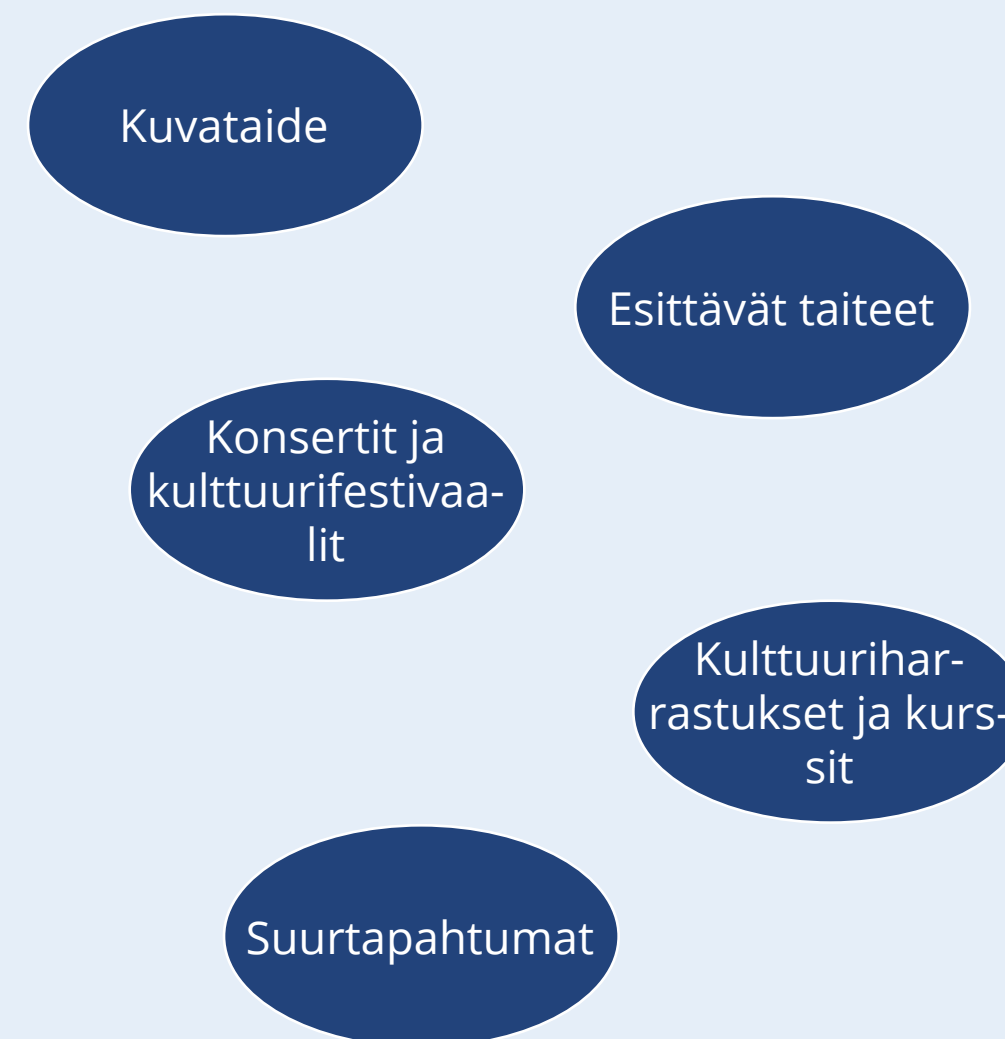 Kuvataide
Esittävät taiteet
Konsertit ja
kulttuurifestivaa-
lit
Kulttuurihar-
rastukset ja kurs-
sit
Suurtapahtumat